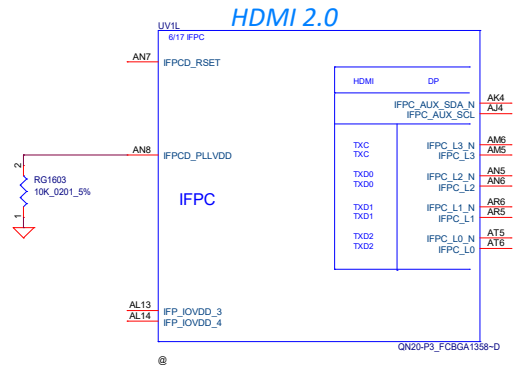 HDMI 2.0
UV1L
6/17 IFPC
AN7
IFPCD_RSET
HDMI DP
IFPC_AUX_SDA_N AK4
IFPC_AUX_SCL AJ4
TXC IFPC_L3_N AM6
TXC IFPC_L3 AM5
AN8
IFPCD_PLLVDD
TXD0 IFPC_L2_N AN5
TXD0 IFPC_L2 AN6
2
RG1603
10K_0201_5%
1
IFPC
TXD1 IFPC_L1_N AR6
TXD1 IFPC_L1 AR5
TXD2 IFPC_L0_N AT5
TXD2 IFPC_L0 AT6
AL13 IFP_IOVDD_3
AL14 IFP_IOVDD_4
QN20-P3_FCBGA1358~D
@